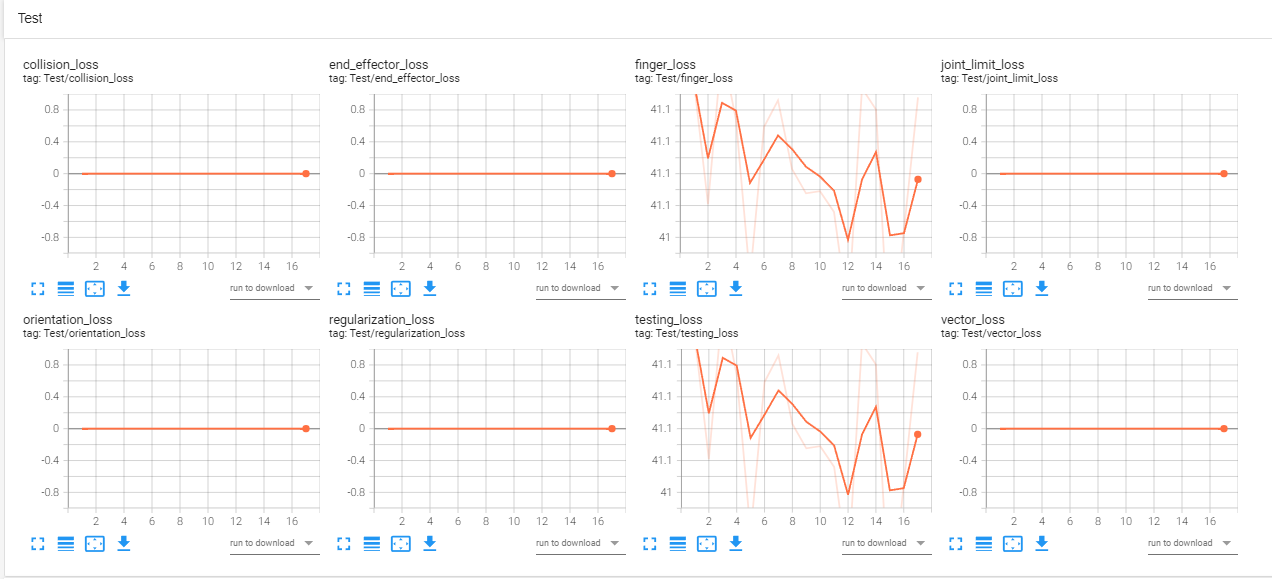 Test
collision_loss
tag: Test/collision_loss
0.8
0.4
0
-0.4
-0.8
2 4 6 8 10 12 14 16
run to download
end_effector_loss
tag: Test/end_effector_loss
0.8
0.4
0
-0.4
-0.8
2 4 6 8 10 12 14 16
run to download
finger_loss
tag: Test/finger_loss
41.1
41.1
41.1
41.1
41
2 4 6 8 10 12 14 16
run to download
joint_limit_loss
tag: Test/joint_limit_loss
0.8
0.4
0
-0.4
-0.8
2 4 6 8 10 12 14 16
run to download
orientation_loss
tag: Test/orientation_loss
0.8
0.4
0
-0.4
-0.8
2 4 6 8 10 12 14 16
run to download
regularization_loss
tag: Test/regularization_loss
0.8
0.4
0
-0.4
-0.8
2 4 6 8 10 12 14 16
run to download
testing_loss
tag: Test/testing_loss
41.1
41.1
41.1
41.1
41
2 4 6 8 10 12 14 16
run to download
vector_loss
tag: Test/vector_loss
0.8
0.4
0
-0.4
-0.8
2 4 6 8 10 12 14 16
run to download